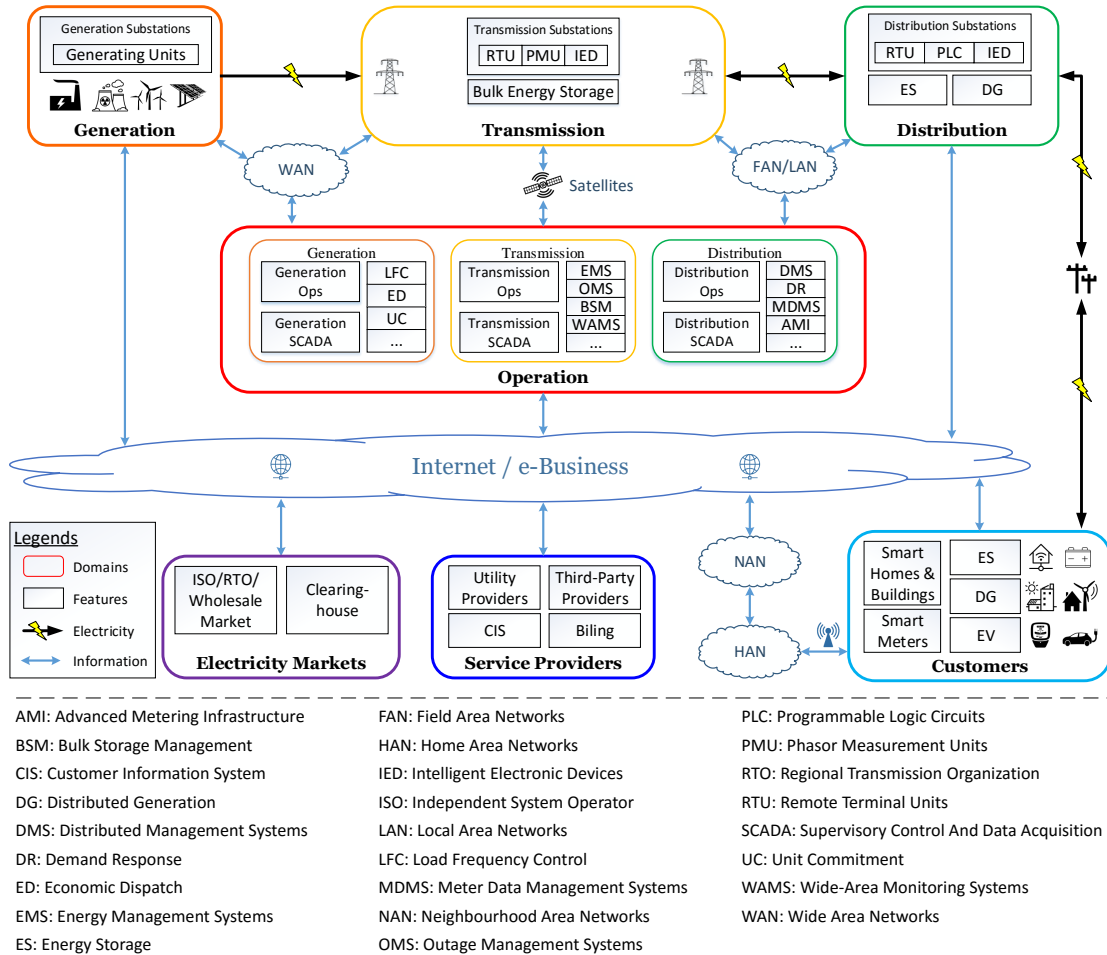 Generation Substations
Generating Units
Generation
Transmission Substations
RTU PMU IED
Bulk Energy Storage
Transmission
Distribution Substations
RTU PLC IED
ES DG
Distribution
WAN
Satellites
FAN/LAN
Generation
Generation
Ops
Generation
SCADA
LFC
ED
UC
...
Transmission
Transmission
Ops
Transmission
SCADA
EMS
OMS
BSM
WAMS
...
Distribution
Distribution
Ops
Distribution
SCADA
DMS
DR
MDMS
AMI
...
Operation
Internet / e-Business
Legends
Domains
Features
Electricity
Information
ISO/RTO/
Wholesale
Market
Clearing-
house
Electricity Markets
Utility
Providers
Third-Party
Providers
CIS
Biling
Service Providers
NAN
HAN
Smart
Homes &
Buildings
Smart
Meters
ES
DG
EV
Customers
AMI: Advanced Metering Infrastructure
BSM: Bulk Storage Management
CIS: Customer Information System
DG: Distributed Generation
DMS: Distributed Management Systems
DR: Demand Response
ED: Economic Dispatch
EMS: Energy Management Systems
ES: Energy Storage
FAN: Field Area Networks
HAN: Home Area Networks
IED: Intelligent Electronic Devices
ISO: Independent System Operator
LAN: Local Area Networks
LFC: Load Frequency Control
MDMS: Meter Data Management Systems
NAN: Neighbourhood Area Networks
OMS: Outage Management Systems
PLC: Programmable Logic Circuits
PMU: Phasor Measurement Units
RTO: Regional Transmission Organization
RTU: Remote Terminal Units
SCADA: Supervisory Control And Data Acquisition
UC: Unit Commitment
WAMS: Wide-Area Monitoring Systems
WAN: Wide Area Networks